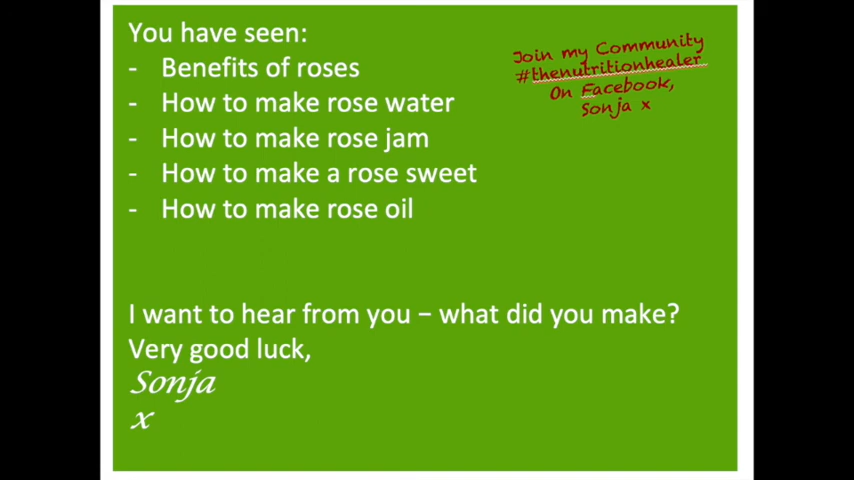 You have seen:
- Benefits of roses
- How to make rose water
- How to make rose jam
- How to make a rose sweet
- How to make rose oil
Join my Community
#thenutritionhealer
On Facebook,
Sonja x
I want to hear from you – what did you make?
Very good luck,
Sonja
x